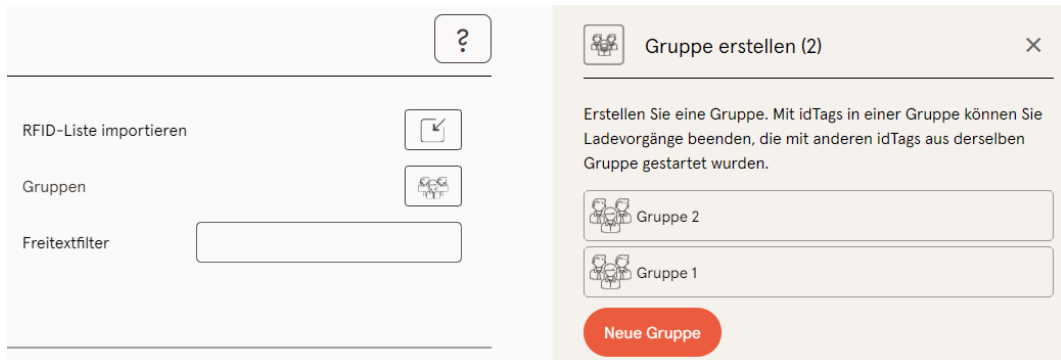 ?
RFID-Liste importieren
Gruppen
Freitextfilter
Gruppe erstellen (2)
Erstellen Sie eine Gruppe. Mit idTags in einer Gruppe können Sie
Ladevorgänge beenden, die mit anderen idTags aus derselben
Gruppe gestartet wurden.
Gruppe 2
Gruppe 1
Neue Gruppe